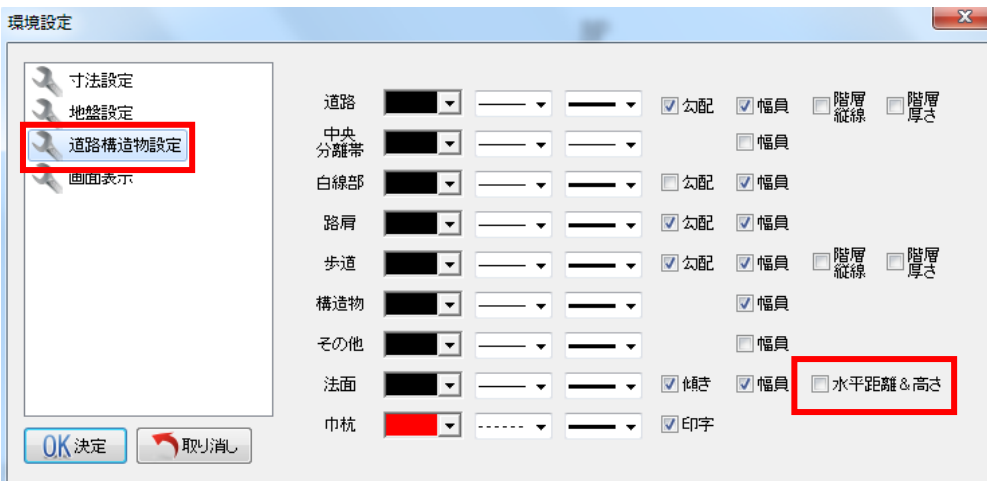 環境設定
寸法設定
地盤設定
道路構造物設定
画面表示
OK 決定
取り消し
道路 勾配 幅員 階層縦線 階層厚さ
中央分離帯 幅員
白線部 勾配 幅員
路肩 勾配 幅員
歩道 勾配 幅員 階層縦線 階層厚さ
構造物 幅員
その他 幅員
法面 傾き 幅員 水平距離&高さ
巾杭 印字